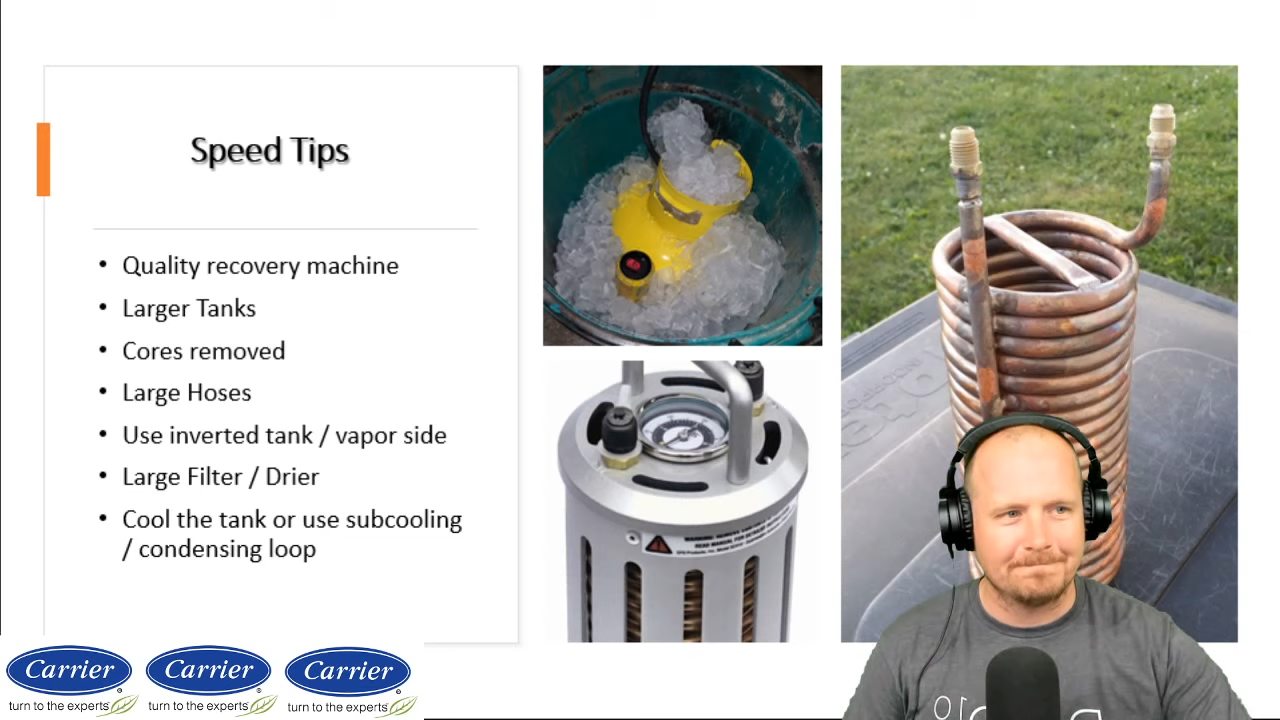 Speed Tips
• Quality recovery machine
• Larger Tanks
• Cores removed
• Large Hoses
• Use inverted tank / vapor side
• Large Filter / Drier
• Cool the tank or use subcooling
/ condensing loop
Carrier Carrier Carrier
turn to the experts turn to the experts turn to the experts